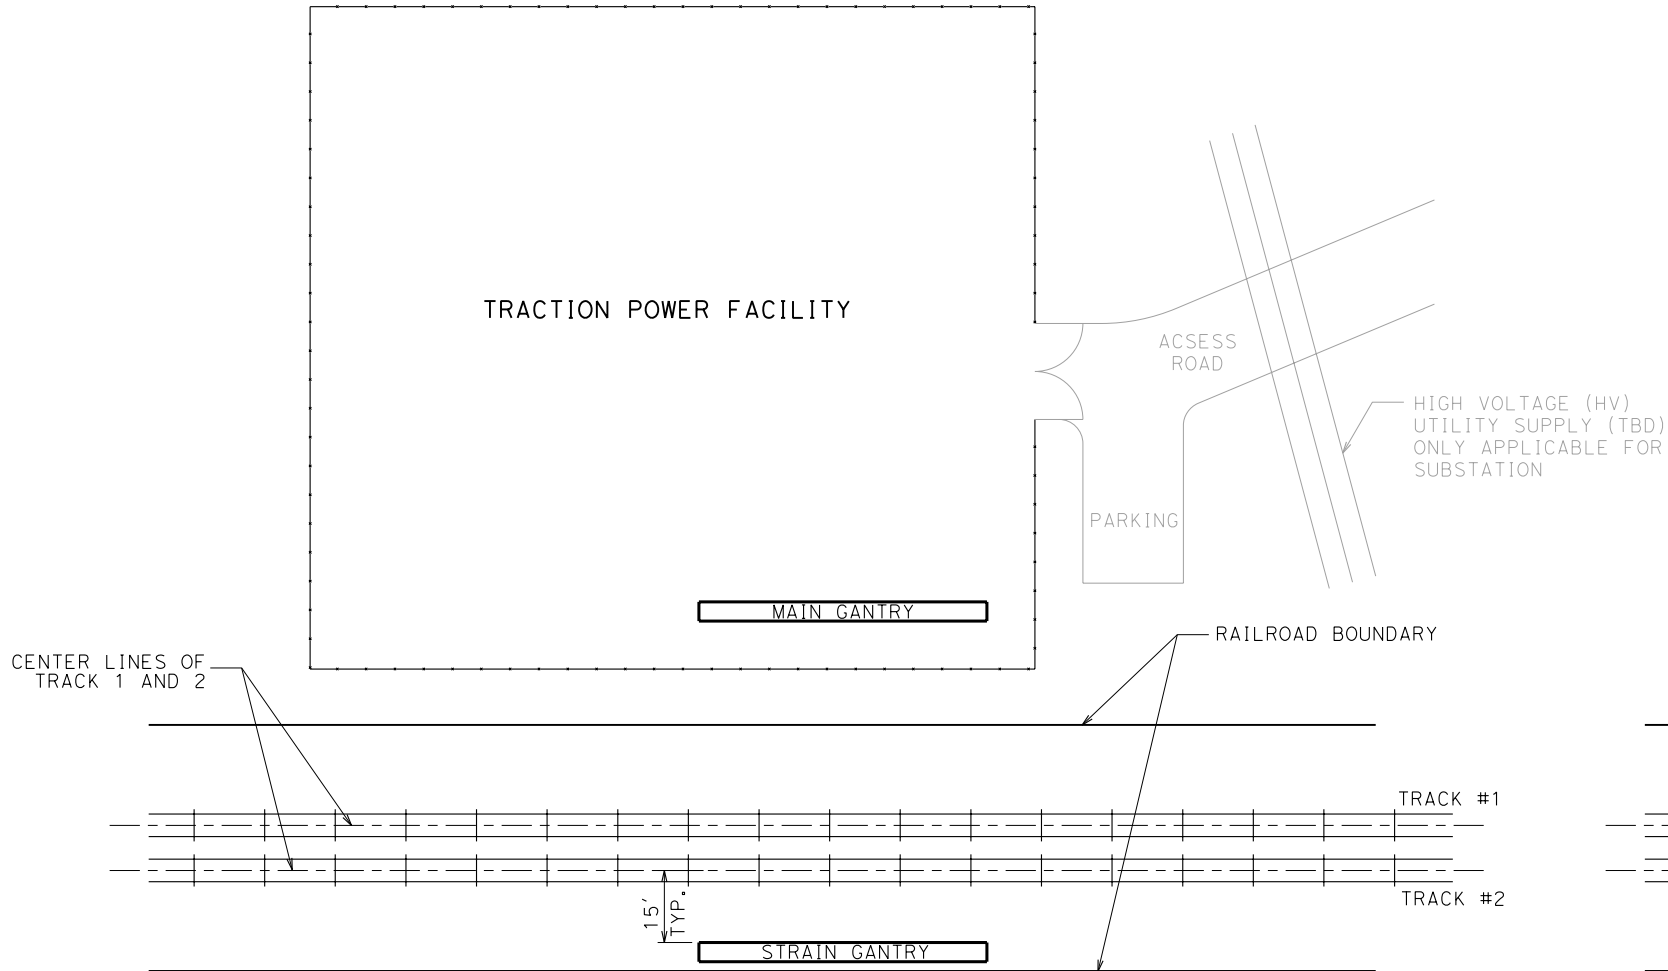 TRACTION POWER FACILITY
ACSESS
ROAD
HIGH VOLTAGE (HV)
UTILITY SUPPLY (TBD)
ONLY APPLICABLE FOR
SUBSTATION
PARKING
MAIN GANTRY
RAILROAD BOUNDARY
CENTER LINES OF
TRACK 1 AND 2
TRACK #1
TRACK #2
15'
TYP.
STRAIN GANTRY